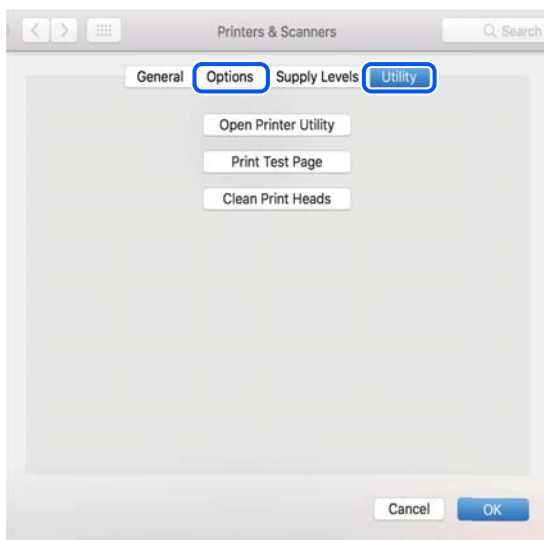 Printers & Scanners Search
General Options Supply Levels Utility
Open Printer Utility
Print Test Page
Clean Print Heads
Cancel OK